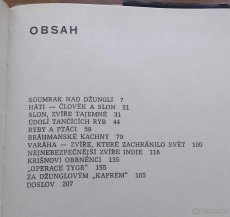 OBSAH
SOUMRAK NAD DŽUNGLÍ 7
HÁTI — ČLOVĚK A SLON 21
SLON, ZVÍŘE TAJEMNÉ 31
ÚDOLÍ TANČÍCÍCH RYB 44
RYBY A PTÁCI 59
BRÁHMANSKÉ KACHNY 79
VARÁHA — ZVÍŘE, KTERÉ ZACHRÁNILO SVĚT 100
NEJNEBEZPEČNĚJŠÍ ZVÍŘE INDIE 115
KRIŠNOVI OBRNĚNCI 135
„OPERACE TYGR" 155
ZA DŽUNGLOVÝM „KAPREM" 185
DOSLOV 207